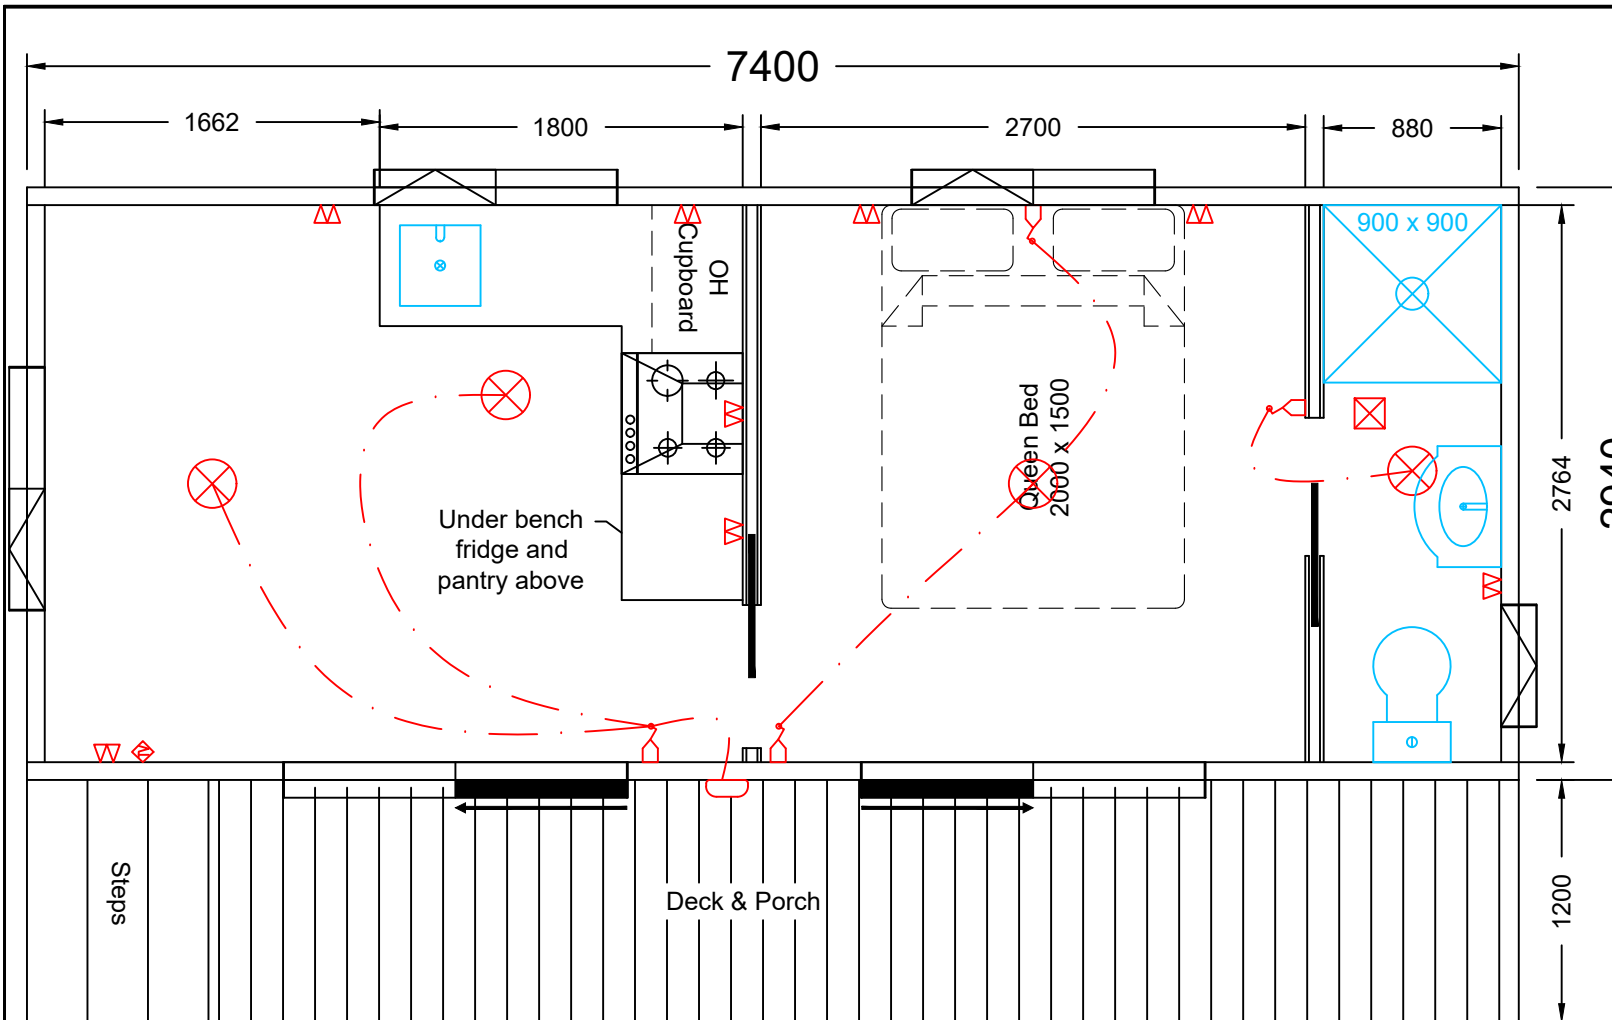 7400
1662
1800
2700
880
900 x 900
OH
Cupboard
Queen Bed
2000 x 1500
2764
Under bench
fridge and
pantry above
TV
Steps
Deck & Porch
1200